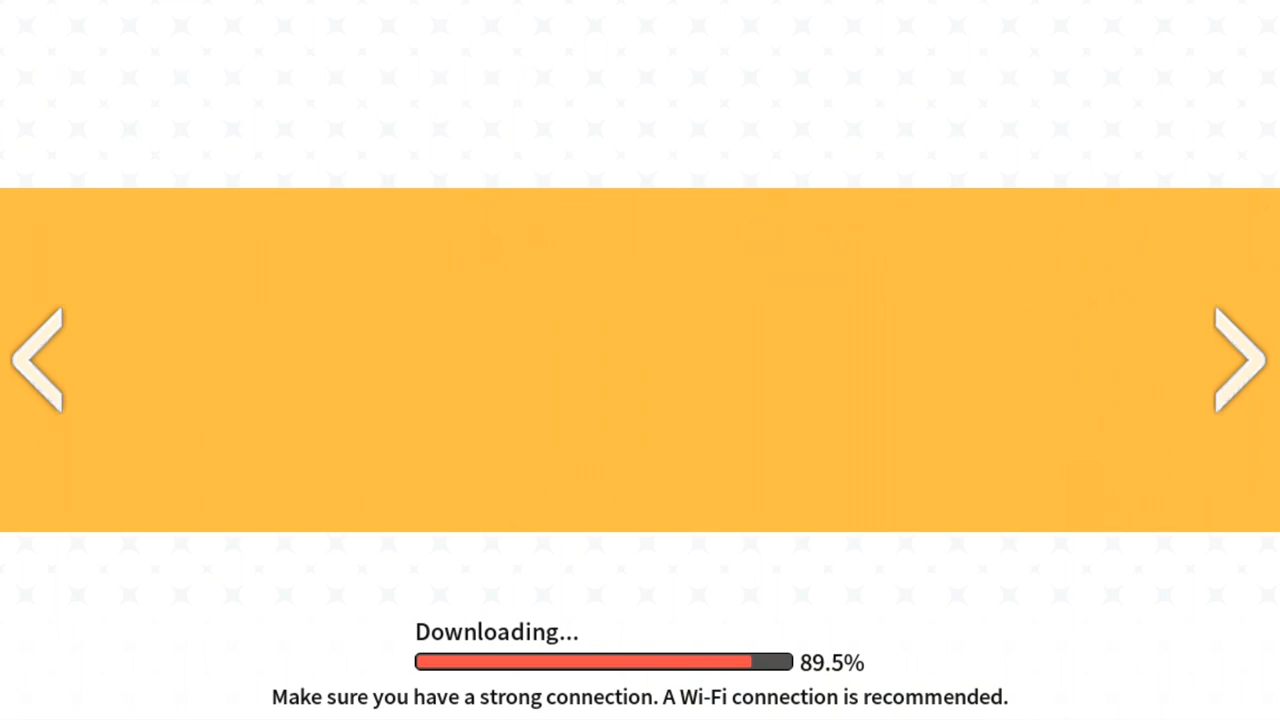 Downloading...
89.5%
Make sure you have a strong connection. A Wi-Fi connection is recommended.